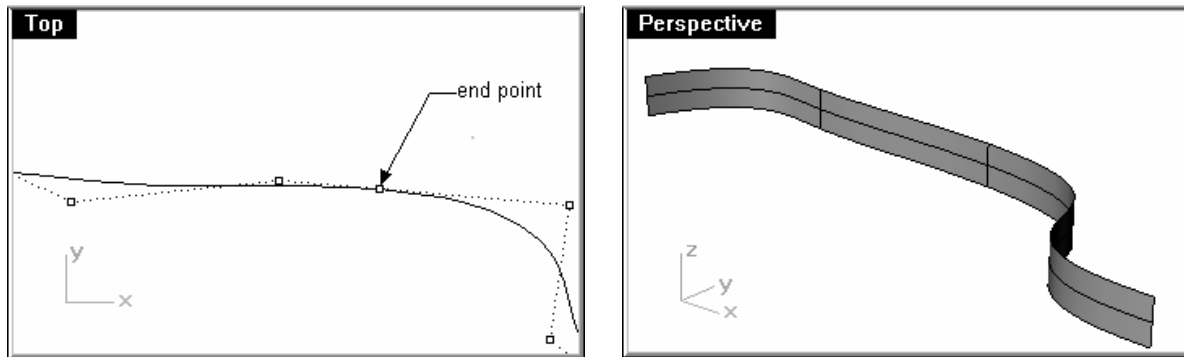 Top
end point
y
x
Perspective
z
y
x